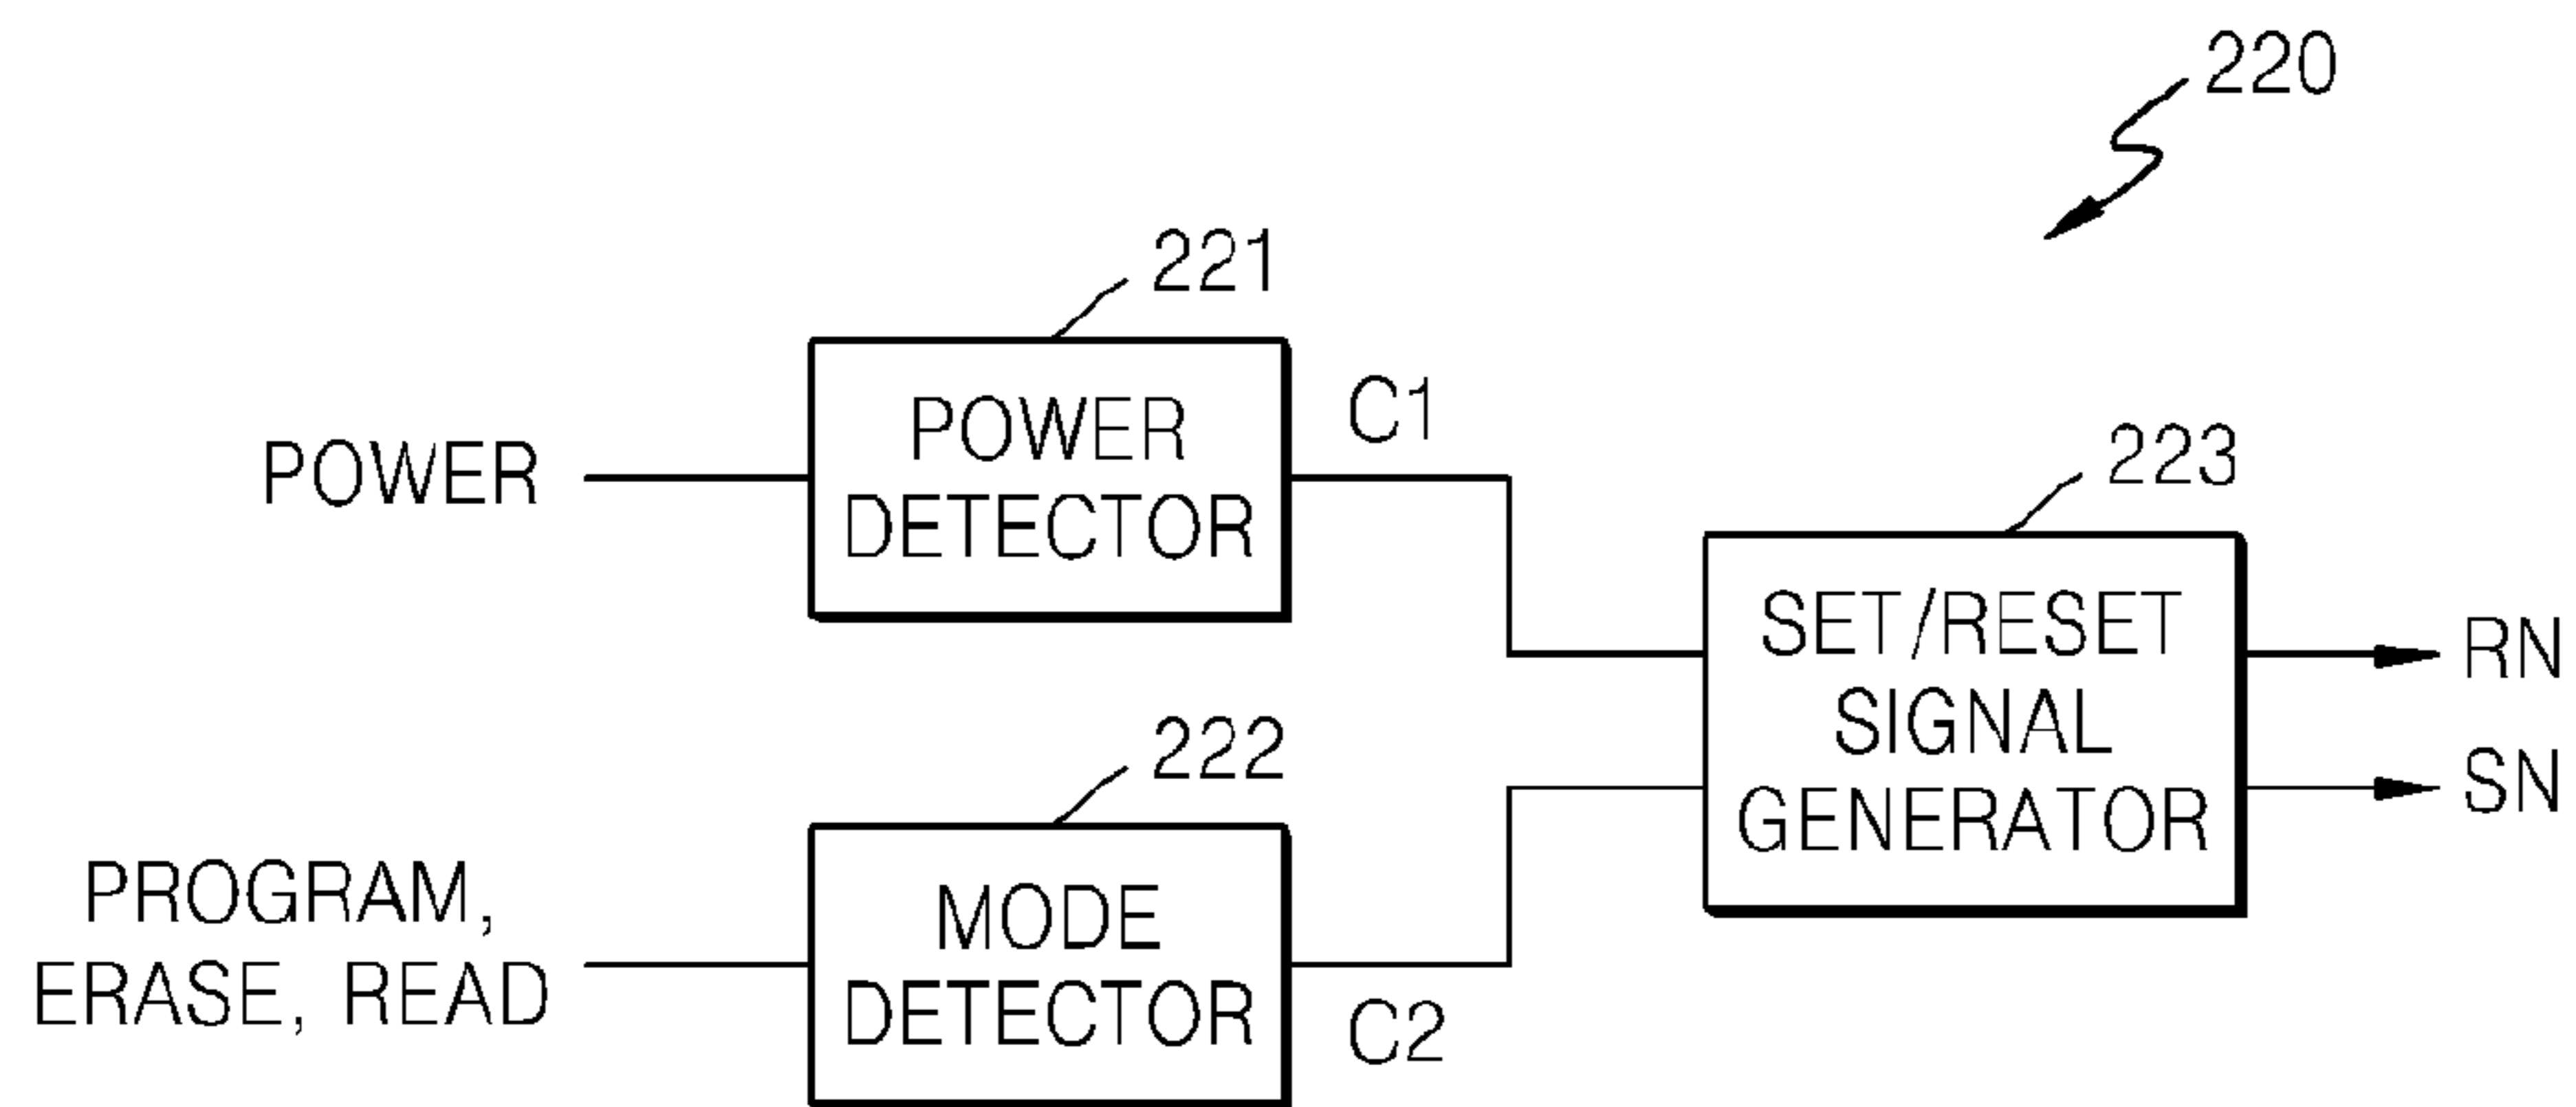 220
221
POWER
POWER
DETECTOR
C1
223
SET/RESET
SIGNAL
GENERATOR
RN
SN
222
PROGRAM,
ERASE, READ
MODE
DETECTOR
C2